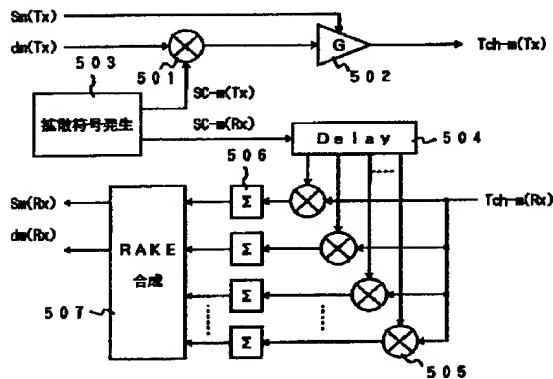 Sm(Tx)
dm(Tx)
503
501
G
502
Tch-m(Tx)
SC-m(Tx)
拡散符号発生
SC-m(Rx)
Delay
504
506
Sm(Rx)
Σ
Tch-m(Rx)
dm(Rx)
RAKE
合成
Σ
Σ
507
Σ
505